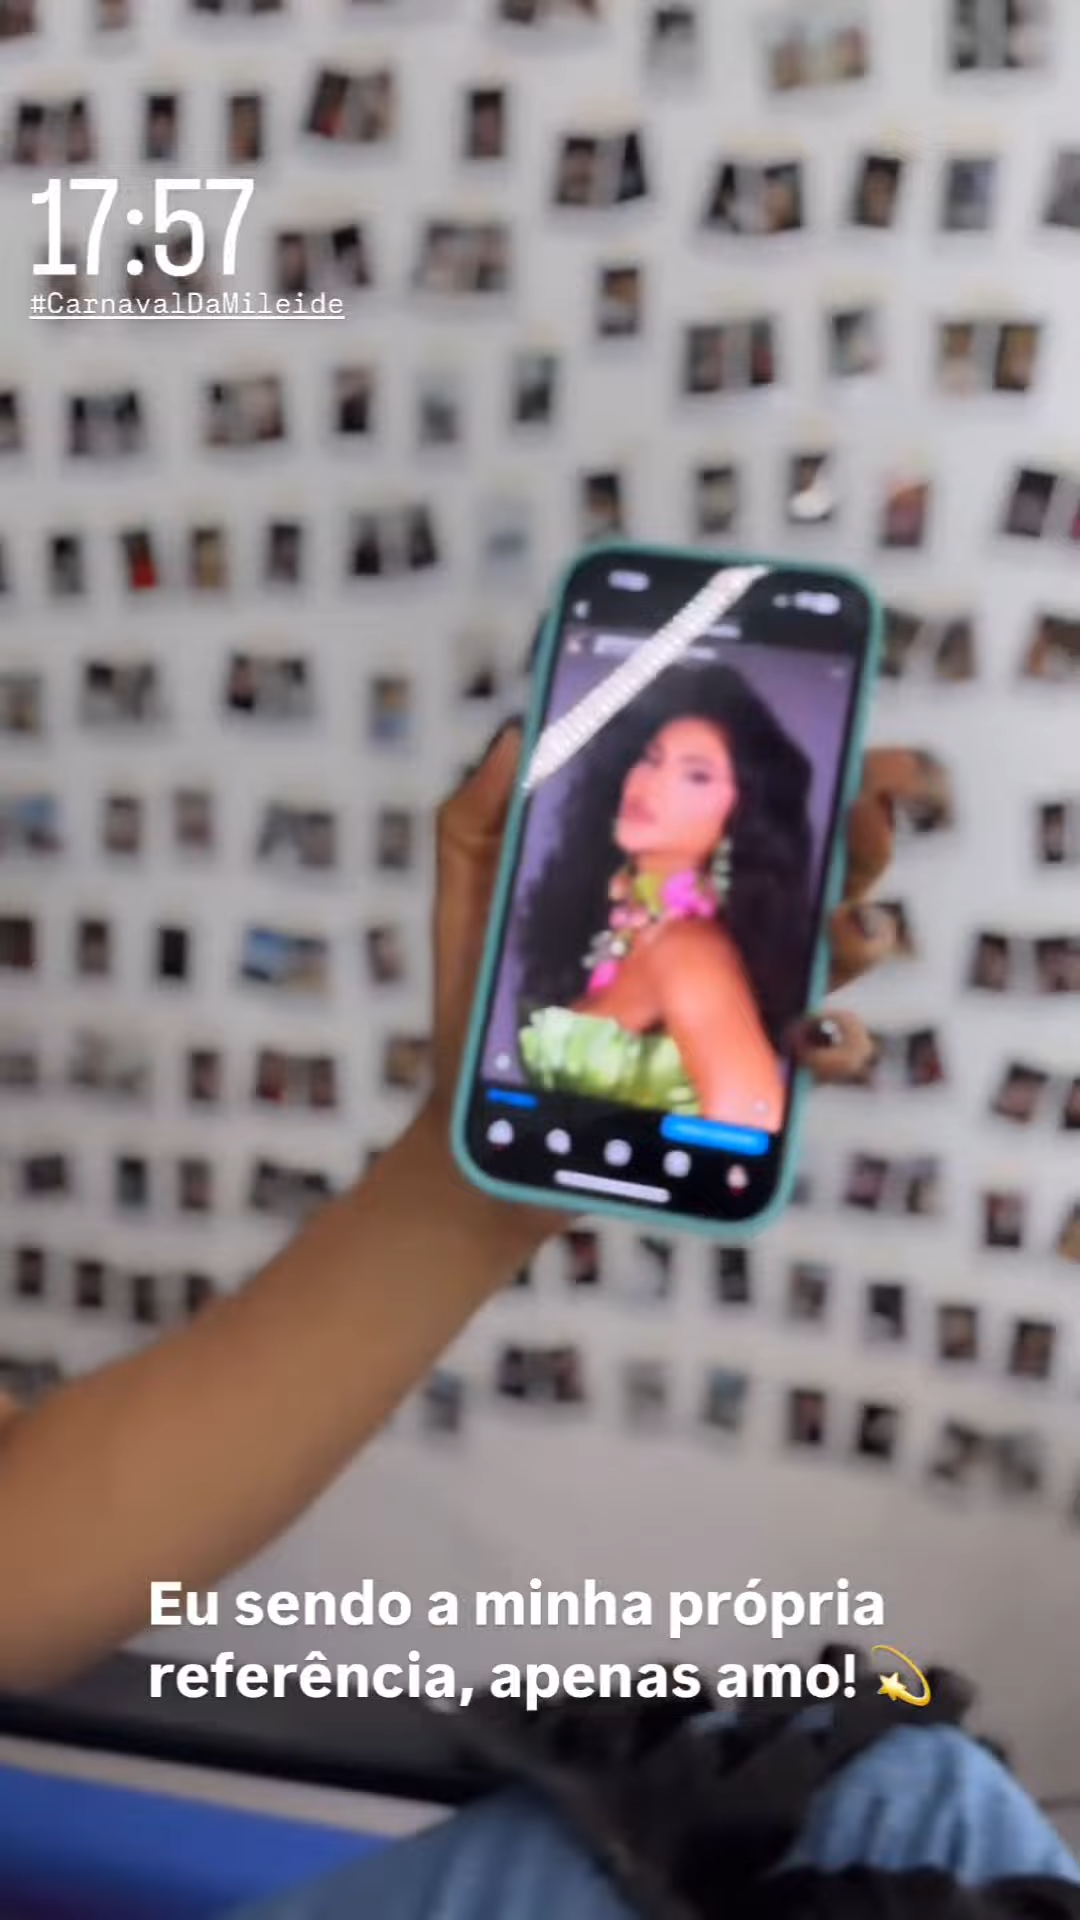 17:57
#CarnavalDaMileide
Eu sendo a minha própria
referência, apenas amo! 💫